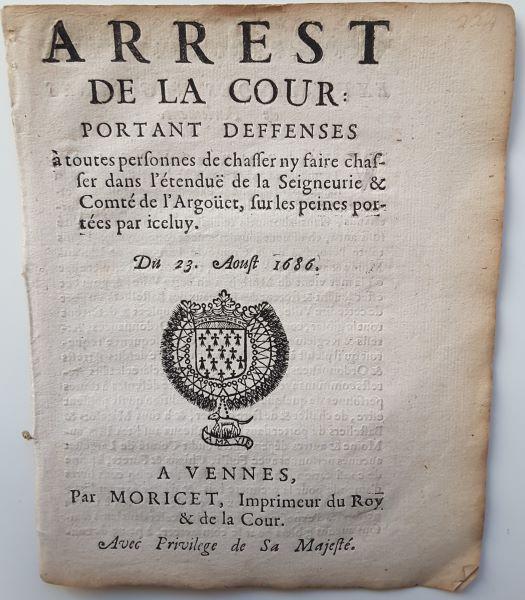 ARREST
DE LA COUR:
PORTANT DEFFENSES
à toutes personnes de chasser ny faire chas-
ser dans l'étenduë de la Seigneurie &
Comté de l'Argoüet, sur les peines por-
tées par iceluy.
Du 23. Aoust 1686.
A MA VIE
A VENNES,
Par MORICET, Imprimeur du Roy
& de la Cour.
Avec Privilege de Sa Majesté.